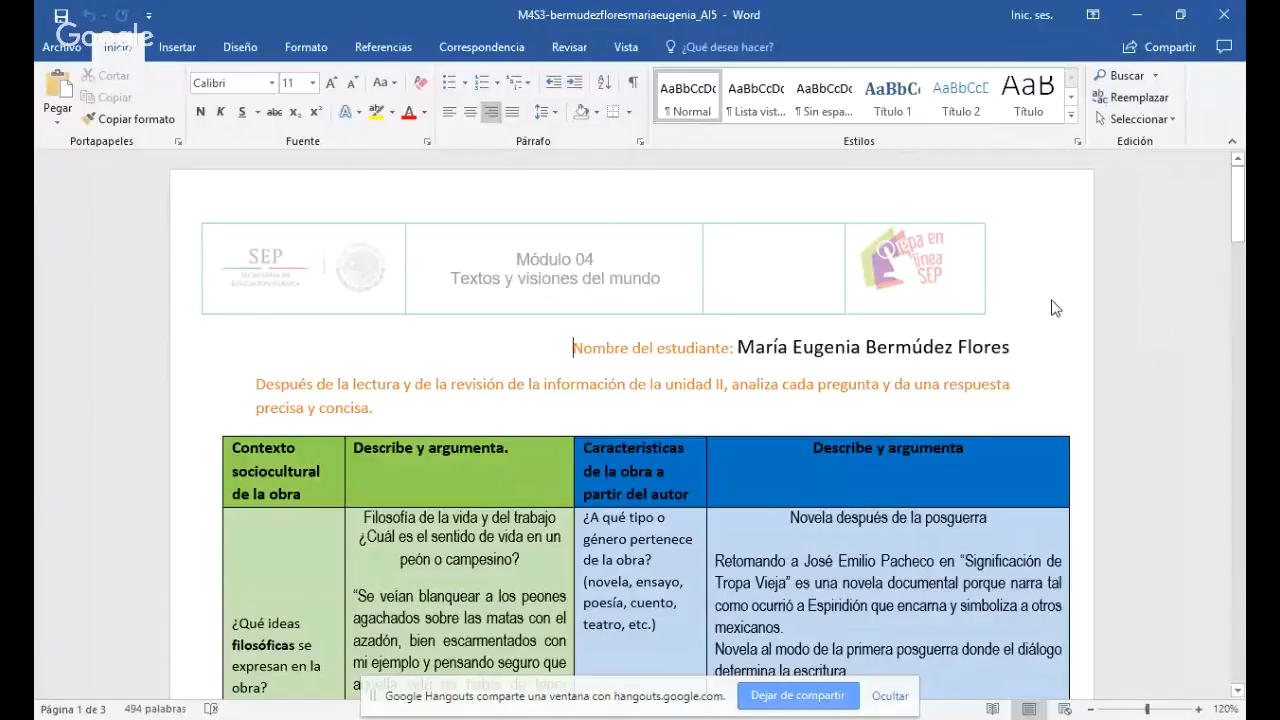 M4S3-bermudezfloresmariaeugenia_AI5 - Word
Inic. ses.
Google
Archivo Inicio Insertar Diseño Formato Referencias Correspondencia Revisar Vista ¿Qué desea hacer? Compartir
Pegar
Cortar
Copiar
Copiar formato
Portapapeles
Calibri 11
N K S abc x₂ x²
Fuente
Párrafo
AaBbCcDc AaBbCcDc AaBbCcDc AaBbC AaBbCcD AaB
¶ Normal ¶ Lista vist... ¶ Sin espa... Título 1 Título 2 Título
Estilos
Buscar
Reemplazar
Seleccionar
Edición
SEP
SECRETARÍA DE
EDUCACIÓN PÚBLICA
Módulo 04
Textos y visiones del mundo
Prepa en
línea
SEP
Nombre del estudiante: María Eugenia Bermúdez Flores
Después de la lectura y de la revisión de la información de la unidad II, analiza cada pregunta y da una respuesta
precisa y concisa.
Contexto
sociocultural
de la obra
Describe y argumenta.
Características
de la obra a
partir del autor
Describe y argumenta
¿Qué ideas
filosóficas se
expresan en la
obra?
Filosofía de la vida y del trabajo
¿Cuál es el sentido de vida en un
peón o campesino?
“Se veían blanquear a los peones
agachados sobre las matas con el
azadón, bien escarmentados con
mi ejemplo y pensando seguro que
¿A qué tipo o
género pertenece
de la obra?
(novela, ensayo,
poesía, cuento,
teatro, etc.)
Novela después de la posguerra
Retomando a José Emilio Pacheco en “Significación de
Tropa Vieja” es una novela documental porque narra tal
como ocurrió a Espiridión que encarna y simboliza a otros
mexicanos.
Novela al modo de la primera posguerra donde el diálogo
determina la escritura
Google Hangouts comparte una ventana con hangouts.google.com. Dejar de compartir Ocultar
Página 1 de 3 494 palabras 120%